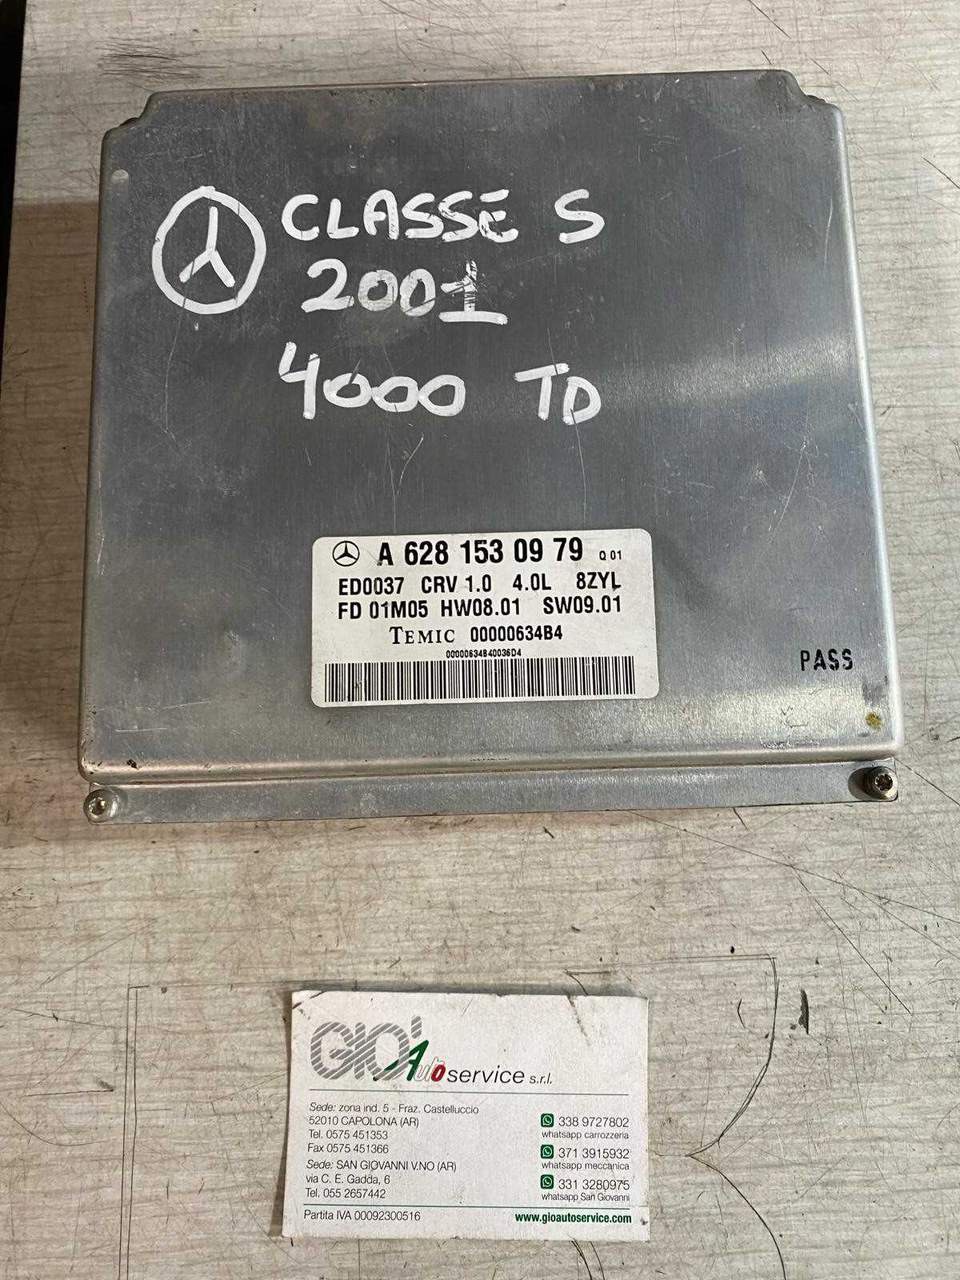 CLASSE S
2001
4000 TD
A 628 153 09 79 Q 01
ED0037 CRV 1.0 4.0L 8ZYL
FD 01M05 HW08.01 SW09.01
TEMIC 00000634B4
00000634B40036D4
PASS
GIO' Auto service s.r.l.
Sede: zona ind. 5 - Fraz. Castelluccio
52010 CAPOLONA (AR)
Tel. 0575 451353
Fax 0575 451366
Sede: SAN GIOVANNI V.NO (AR)
via C. E. Gadda, 6
Tel. 055 2657442
338 9727802
whatsapp carrozzeria
371 3915932
whatsapp meccanica
331 3280975
whatsapp San Giovanni
Partita IVA 00092300516
www.gioautoservice.com